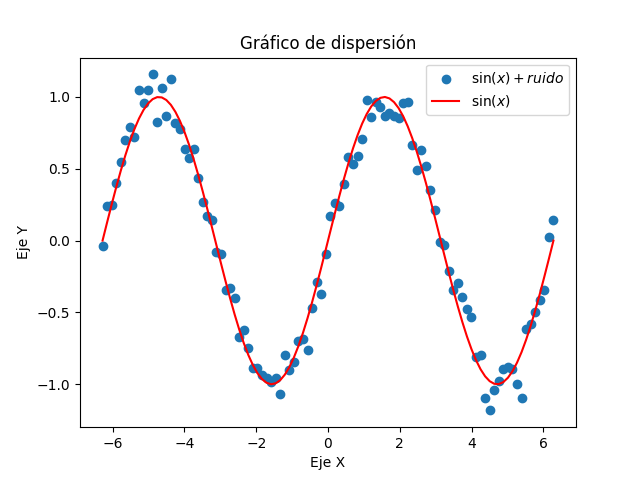 Gráfico de dispersión
sin(x) + ruido
sin(x)
1.0
0.5
0.0
−0.5
−1.0
Eje Y
−6 −4 −2 0 2 4 6
Eje X